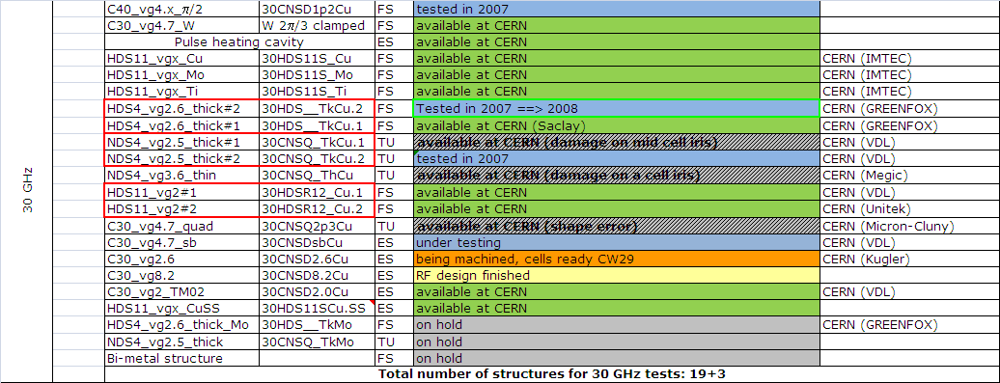 C40_vg4.x_π/2 30CNSD1p2Cu FS tested in 2007
C30_vg4.7_W W 2π/3 clamped FS available at CERN
Pulse heating cavity ES available at CERN
HDS11_vgx_Cu 30HDS11S_Cu FS available at CERN CERN (IMTEC)
HDS11_vgx_Mo 30HDS11S_Mo FS available at CERN CERN (IMTEC)
HDS11_vgx_Ti 30HDS11S_Ti FS available at CERN CERN (IMTEC)
HDS4_vg2.6_thick#2 30HDS__TkCu.2 FS Tested in 2007 ==> 2008 CERN (GREENFOX)
HDS4_vg2.6_thick#1 30HDS__TkCu.1 FS available at CERN (Saclay) CERN (GREENFOX)
NDS4_vg2.5_thick#1 30CNSQ_TkCu.1 TU available at CERN (damage on mid cell iris) CERN (VDL)
NDS4_vg2.5_thick#2 30CNSQ_TkCu.2 TU tested in 2007 CERN (VDL)
NDS4_vg3.6_thin 30CNSQ_ThCu TU available at CERN (damage on a cell iris) CERN (Megic)
HDS11_vg2#1 30HDSR12_Cu.1 FS available at CERN CERN (VDL)
HDS11_vg2#2 30HDSR12_Cu.2 FS available at CERN CERN (Unitek)
C30_vg4.7_quad 30CNSQ2p3Cu TU available at CERN (shape error) CERN (Micron-Cluny)
C30_vg4.7_sb 30CNSDsbCu ES under testing CERN (VDL)
C30_vg2.6 30CNSD2.6Cu ES being machined, cells ready CW29 CERN (Kugler)
C30_vg8.2 30CNSD8.2Cu ES RF design finished
C30_vg2_TM02 30CNSD2.0Cu ES available at CERN CERN (VDL)
HDS11_vgx_CuSS 30HDS11SCu.SS ES available at CERN
HDS4_vg2.6_thick_Mo 30HDS__TkMo FS on hold CERN (GREENFOX)
NDS4_vg2.5_thick 30CNSQ_TkMo TU on hold
Bi-metal structure FS on hold
Total number of structures for 30 GHz tests: 19+3
30 GHz